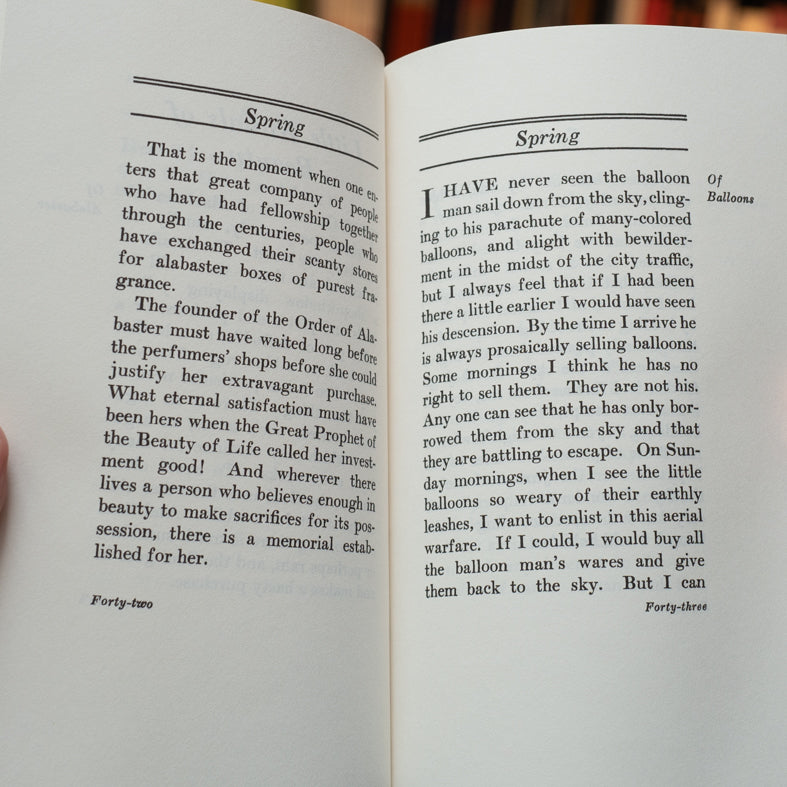 Spring
That is the moment when one en-
ters that great company of people
who have had fellowship together
through the centuries, people who
have exchanged their scanty stores
for alabaster boxes of purest fra-
grance.
The founder of the Order of Ala-
baster must have waited long before
the perfumers' shops before she could
justify her extravagant purchase.
What eternal satisfaction must have
been hers when the Great Prophet of
the Beauty of Life called her invest-
ment good! And wherever there
lives a person who believes enough in
beauty to make sacrifices for its pos-
session, there is a memorial estab-
lished for her.
Forty-two
Spring
Of
Balloons
I HAVE never seen the balloon
man sail down from the sky, cling-
ing to his parachute of many-colored
balloons, and alight with bewilder-
ment in the midst of the city traffic,
but I always feel that if I had been
there a little earlier I would have seen
his descension. By the time I arrive he
is always prosaically selling balloons.
Some mornings I think he has no
right to sell them. They are not his.
Any one can see that he has only bor-
rowed them from the sky and that
they are battling to escape. On Sun-
day mornings, when I see the little
balloons so weary of their earthly
leashes, I want to enlist in this aerial
warfare. If I could, I would buy all
the balloon man's wares and give
them back to the sky. But I can
Forty-three